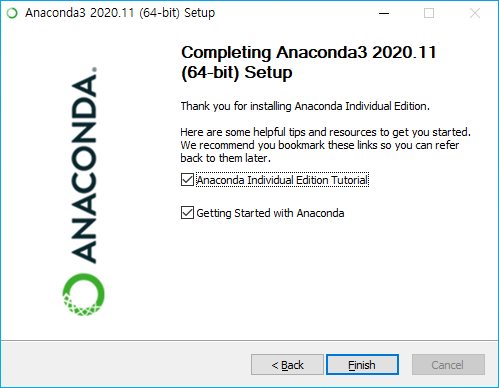 Anaconda3 2020.11 (64-bit) Setup
Completing Anaconda3 2020.11
(64-bit) Setup
Thank you for installing Anaconda Individual Edition.
Here are some helpful tips and resources to get you started.
We recommend you bookmark these links so you can refer
back to them later.
Anaconda Individual Edition Tutorial
Getting Started with Anaconda
ANACONDA.
< Back
Finish
Cancel